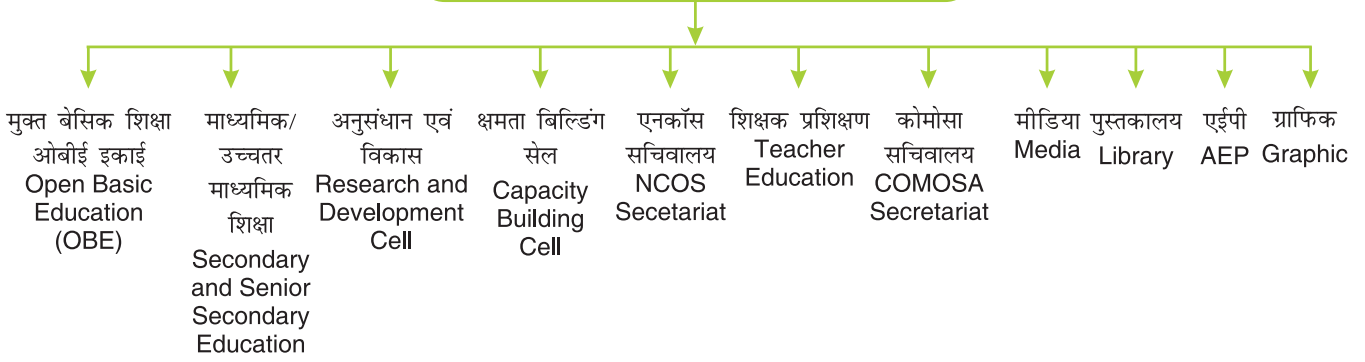 मुक्त बेसिक शिक्षा
ओबीई इकाई
Open Basic
Education
(OBE)
माध्यमिक/
उच्चतर
माध्यमिक
शिक्षा
Secondary
and Senior
Secondary
Education
अनुसंधान एवं
विकास
Research and
Development
Cell
क्षमता बिल्डिंग
सेल
Capacity
Building
Cell
एनकॉस
सचिवालय
NCOS
Secetariat
शिक्षक प्रशिक्षण
Teacher
Education
कोमोसा
सचिवालय
COMOSA
Secretariat
मीडिया
Media
पुस्तकालय
Library
एईपी
AEP
ग्राफिक
Graphic